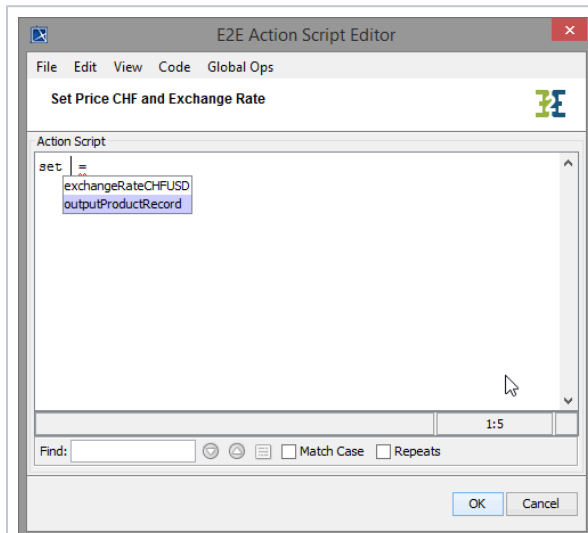 E2E Action Script Editor
File Edit View Code Global Ops
Set Price CHF and Exchange Rate
E2E
Action Script
set =
exchangeRateCHFUSD
outputProductRecord
1:5
Find: Match Case Repeats
OK Cancel